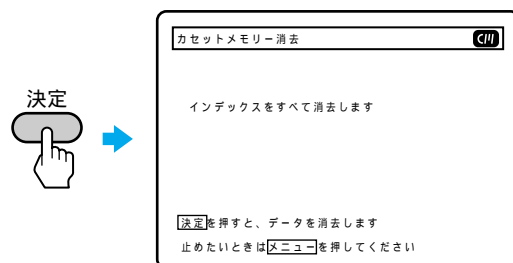 決定
カセットメモリー消去
インデックスをすべて消去します
決定を押すと、データを消去します
止めたいときはメニューを押してください